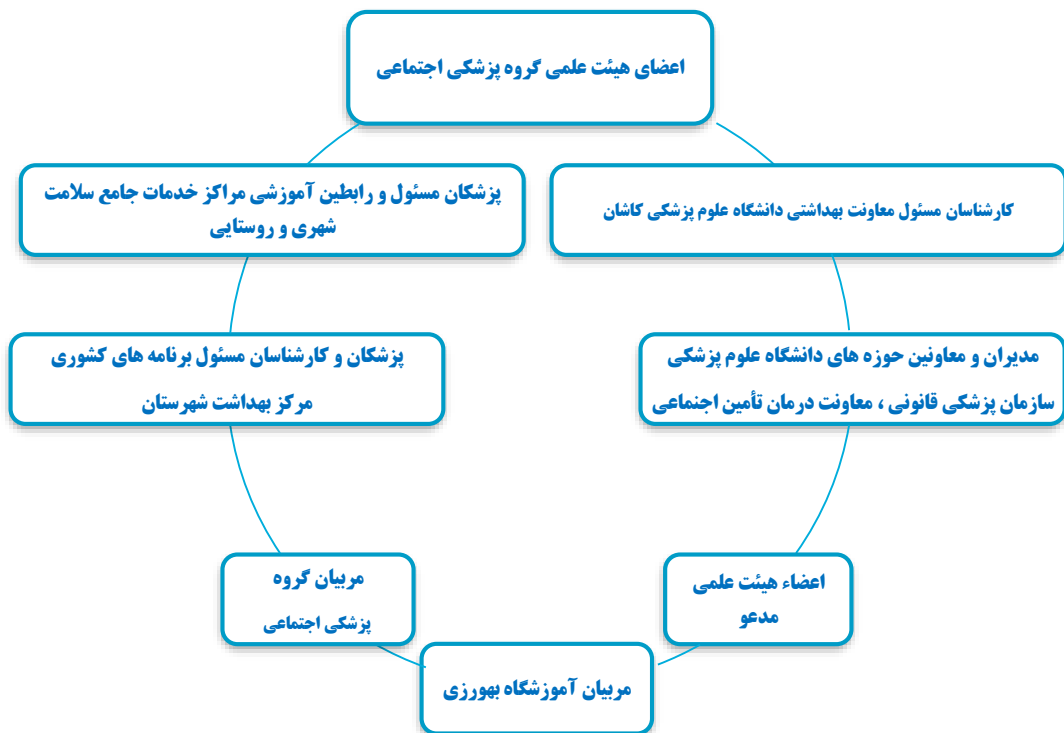 اعضای هیئت علمی گروه پزشکی اجتماعی
کارشناسان مسئول معاونت بهداشتی دانشگاه علوم پزشکی کاشان
پزشکان مسئول و رابطین آموزشی مراکز خدمات جامع سلامت
شهری و روستایی
مدیران و معاونین حوزه های دانشگاه علوم پزشکی
سازمان پزشکی قانونی ، معاونت درمان تأمین اجتماعی
پزشکان و کارشناسان مسئول برنامه های کشوری
مرکز بهداشت شهرستان
اعضاء هیئت علمی
مدعو
مربیان گروه
پزشکی اجتماعی
مربیان آموزشگاه بهورزی